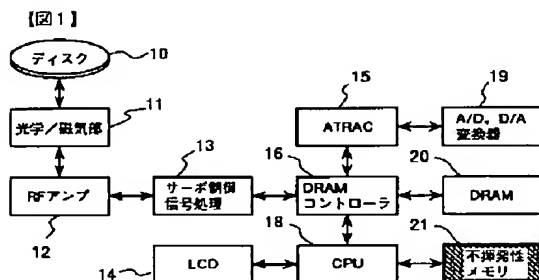 【図1】
ディスク
10
光学／磁気部
11
15
19
ATRAC
A/D, D/A
変換器
13
16
20
RFアンプ
サーボ制御
信号処理
DRAM
コントローラ
DRAM
12
18
21
14
LCD
CPU
不揮発性
メモリ